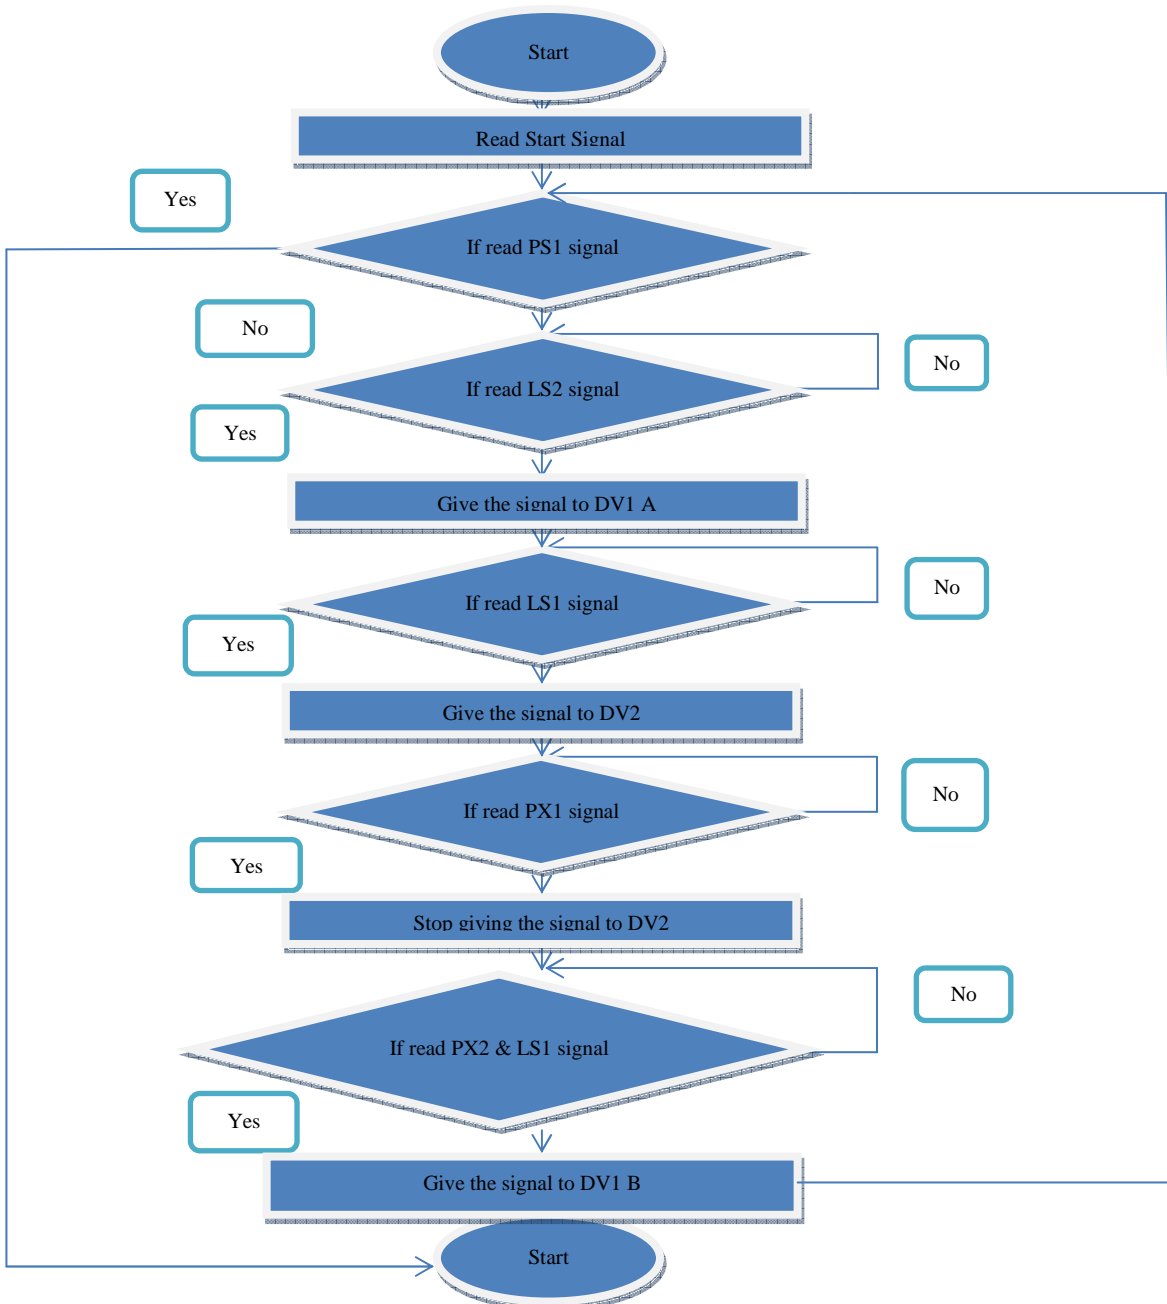 Start
Read Start Signal
Yes
If read PS1 signal
No
No
If read LS2 signal
Yes
Give the signal to DV1 A
No
If read LS1 signal
Yes
Give the signal to DV2
No
If read PX1 signal
Yes
Stop giving the signal to DV2
No
If read PX2 & LS1 signal
Yes
Give the signal to DV1 B
Start